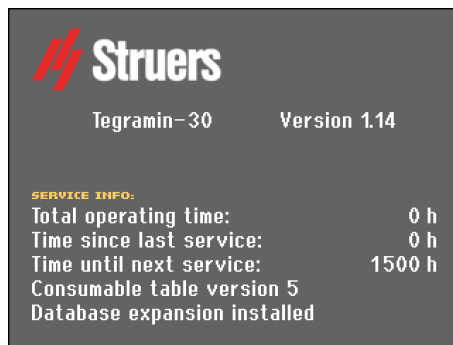 Struers
Tegramin-30 Version 1.14
SERVICE INFO:
Total operating time: 0 h
Time since last service: 0 h
Time until next service: 1500 h
Consumable table version 5
Database expansion installed